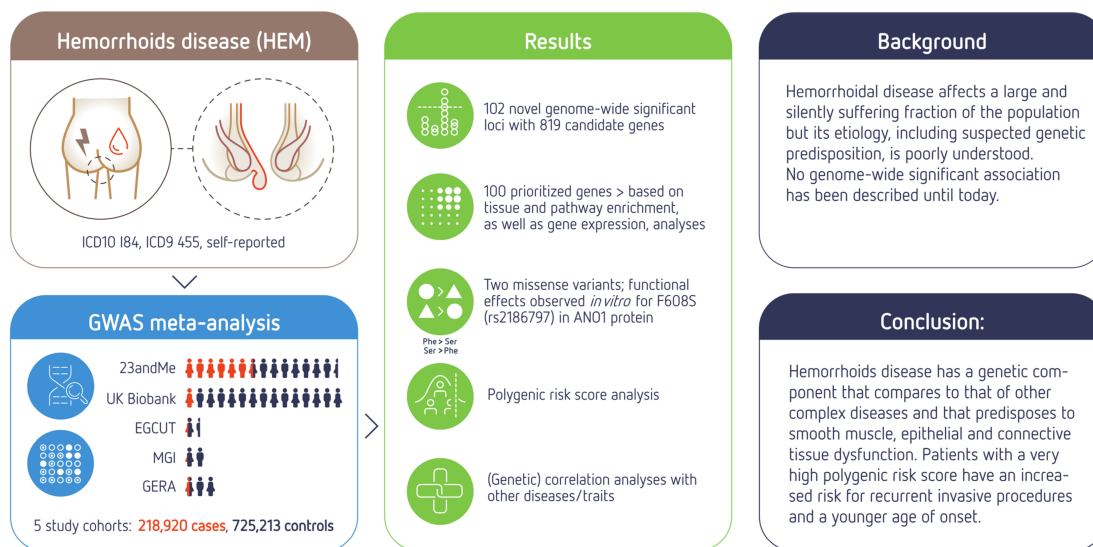 Hemorrhoids disease (HEM)
ICD10 I84, ICD9 455, self-reported
GWAS meta-analysis
23andMe
UK Biobank
EGCUT
MGI
GERA
5 study cohorts: 218,920 cases, 725,213 controls
Results
102 novel genome-wide significant
loci with 819 candidate genes
100 prioritized genes > based on
tissue and pathway enrichment,
as well as gene expression, analyses
Two missense variants; functional
effects observed in vitro for F608S
(rs2186797) in ANO1 protein
Phe > Ser
Ser > Phe
Polygenic risk score analysis
(Genetic) correlation analyses with
other diseases/traits
Background
Hemorrhoidal disease affects a large and
silently suffering fraction of the population
but its etiology, including suspected genetic
predisposition, is poorly understood.
No genome-wide significant association
has been described until today.
Conclusion:
Hemorrhoids disease has a genetic com-
ponent that compares to that of other
complex diseases and that predisposes to
smooth muscle, epithelial and connective
tissue dysfunction. Patients with a very
high polygenic risk score have an increa-
sed risk for recurrent invasive procedures
and a younger age of onset.